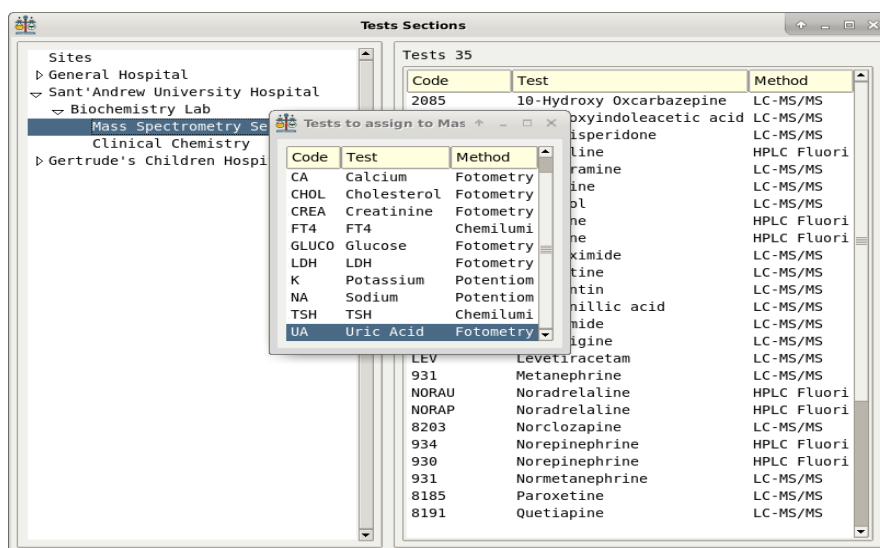 Tests Sections
Sites
General Hospital
Sant'Andrew University Hospital
Biochemistry Lab
Mass Spectrometry Se
Clinical Chemistry
Gertrude's Children Hospi
Tests 35
Code Test Method
2085 10-Hydroxy Oxcarbazepine LC-MS/MS
oxyindoleacetic acid LC-MS/MS
isperidone LC-MS/MS
line HPLC Fluori
ramine LC-MS/MS
ine LC-MS/MS
ol LC-MS/MS
ne HPLC Fluori
ne HPLC Fluori
ximide LC-MS/MS
tine LC-MS/MS
ntin LC-MS/MS
nillic acid LC-MS/MS
mide LC-MS/MS
igine LC-MS/MS
LEV Levetiracetam LC-MS/MS
931 Metanephrine LC-MS/MS
NORAU Noradrelaline HPLC Fluori
NORAP Noradrelaline HPLC Fluori
8203 Norclozapine LC-MS/MS
934 Norepinephrine HPLC Fluori
930 Norepinephrine HPLC Fluori
931 Normetanephrine LC-MS/MS
8185 Paroxetine LC-MS/MS
8191 Quetiapine LC-MS/MS
Tests to assign to Mas
Code Test Method
CA Calcium Fotometry
CHOL Cholesterol Fotometry
CREA Creatinine Fotometry
FT4 FT4 Chemilumi
GLUCO Glucose Fotometry
LDH LDH Fotometry
K Potassium Potentiom
NA Sodium Potentiom
TSH TSH Chemilumi
UA Uric Acid Fotometry